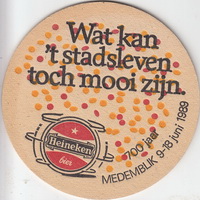 Wat kan
't stadsleven
toch mooi zijn.
Heineken
bier
700 jaar
MEDEMBLIK 9-18 juni 1989